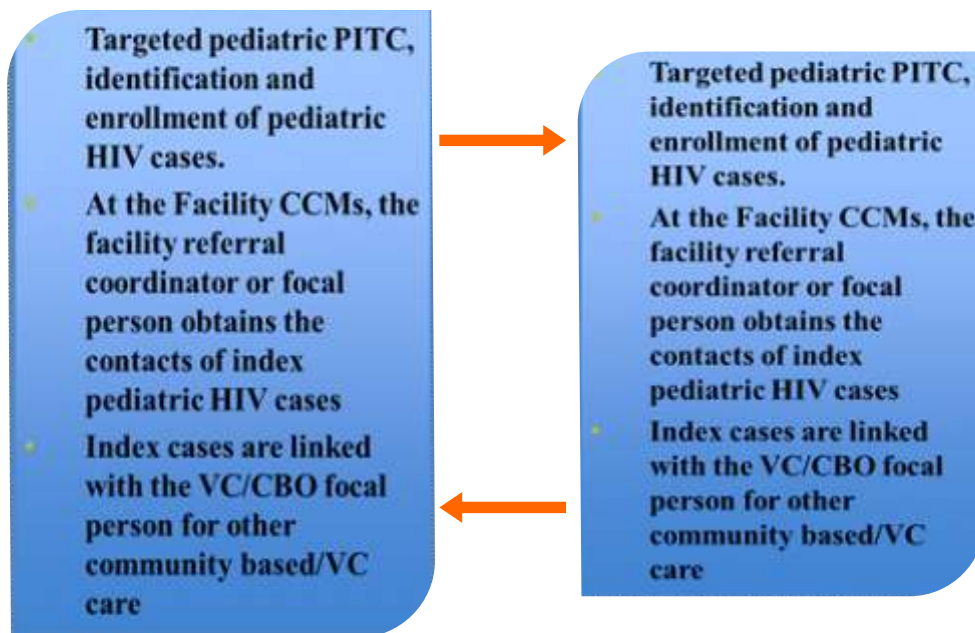 Targeted pediatric PITC,
identification and
enrollment of pediatric
HIV cases.
At the Facility CCMs, the
facility referral
coordinator or focal
person obtains the
contacts of index
pediatric HIV cases
Index cases are linked
with the VC/CBO focal
person for other
community based/VC
care
Targeted pediatric PITC,
identification and
enrollment of pediatric
HIV cases.
At the Facility CCMs, the
facility referral
coordinator or focal
person obtains the
contacts of index
pediatric HIV cases
Index cases are linked
with the VC/CBO focal
person for other
community based/VC
care